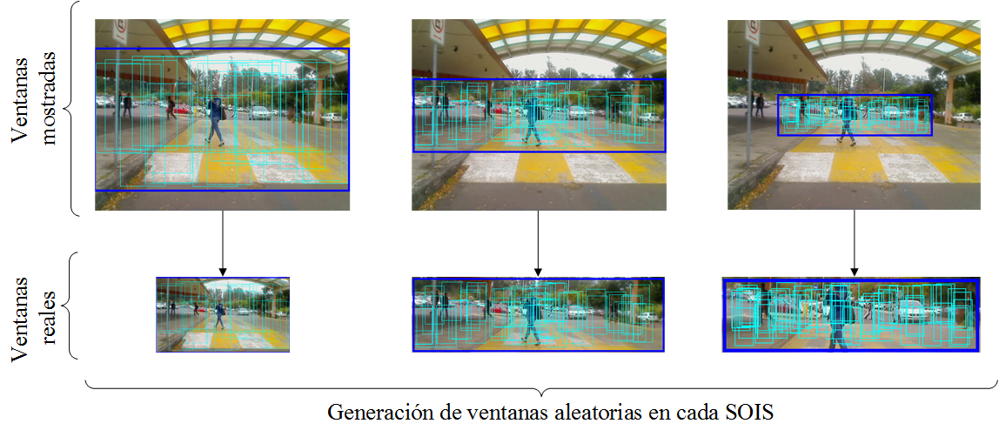 Ventanas
mostradas
Ventanas
reales
Generación de ventanas aleatorias en cada SOIS